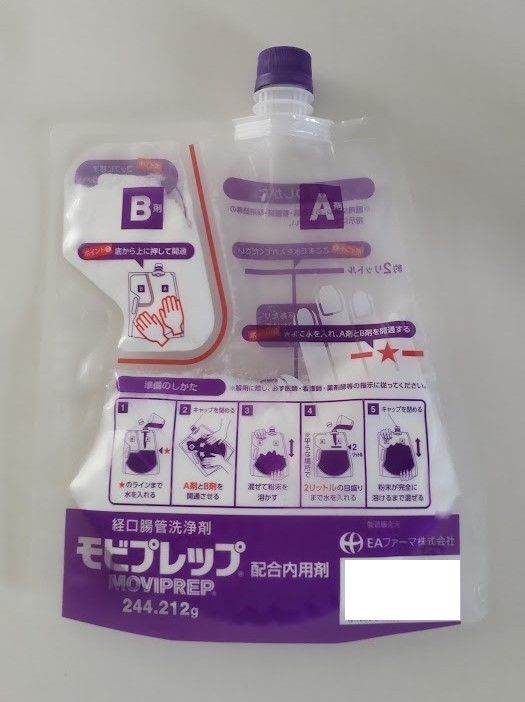 B剤
A剤
ポイント1 底から上に押して開通
約2リットル
★まで水を入れ、A剤とB剤を開通する
準備のしかた
※服用に際し、必ず医師・看護師・薬剤師等の指示に従ってください。
1
★のラインまで
水を入れる
2 キャップを閉める
A剤とB剤を
開通させる
3
混ぜて粉末を
溶かす
4
※平らな場所で
2リットルの目盛り
まで水を入れる
5 キャップを閉める
粉末が完全に
溶けるまで混ぜる
経口腸管洗浄剤
モビプレップ® 配合内用剤
MOVIPREP®
244.212g
製造販売元
EAファーマ株式会社